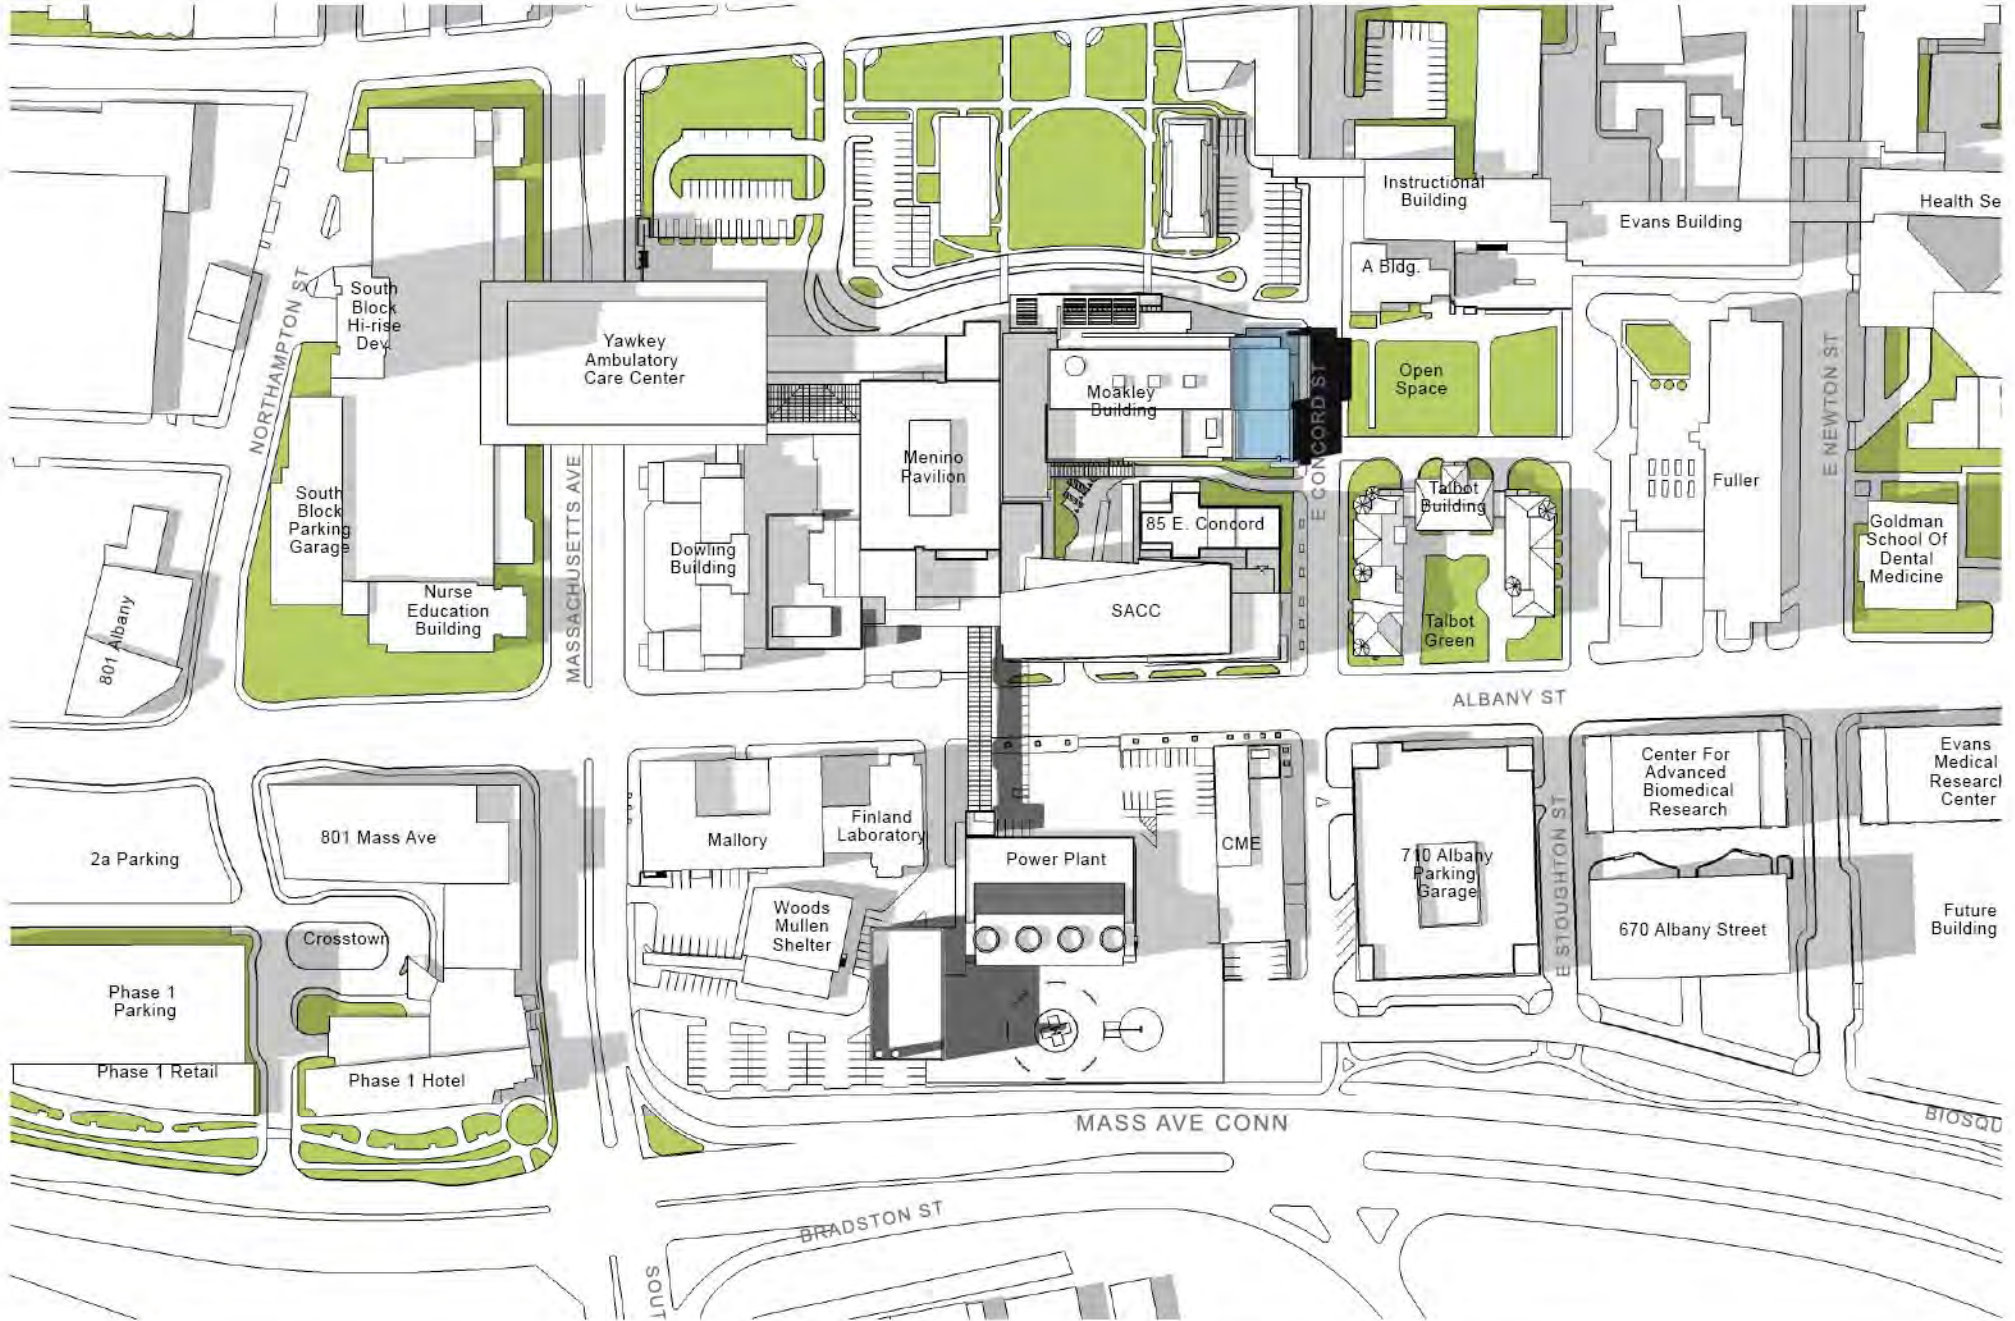 Instructional
Building
Evans Building
Health Se
A Bldg.
NORTHAMPTON ST
South
Block
Hi-rise
Dev.
Yawkey
Ambulatory
Care Center
Moakley
Building
E CONCORD ST
Open
Space
E NEWTON ST
Menino
Pavilion
MASSACHUSETTS AVE
South
Block
Parking
Garage
Dowling
Building
85 E. Concord
Talbot
Building
Fuller
Goldman
School Of
Dental
Medicine
Nurse
Education
Building
801 Albany
SACC
Talbot
Green
ALBANY ST
2a Parking
801 Mass Ave
Mallory
Finland
Laboratory
Power Plant
CME
710 Albany
Parking
Garage
E STOUGHTON ST
Center For
Advanced
Biomedical
Research
Evans
Medical
Research
Center
Crosstown
Woods
Mullen
Shelter
670 Albany Street
Future
Building
Phase 1
Parking
Phase 1 Retail
Phase 1 Hotel
MASS AVE CONN
BIOSQU
BRADSTON ST
SOUT